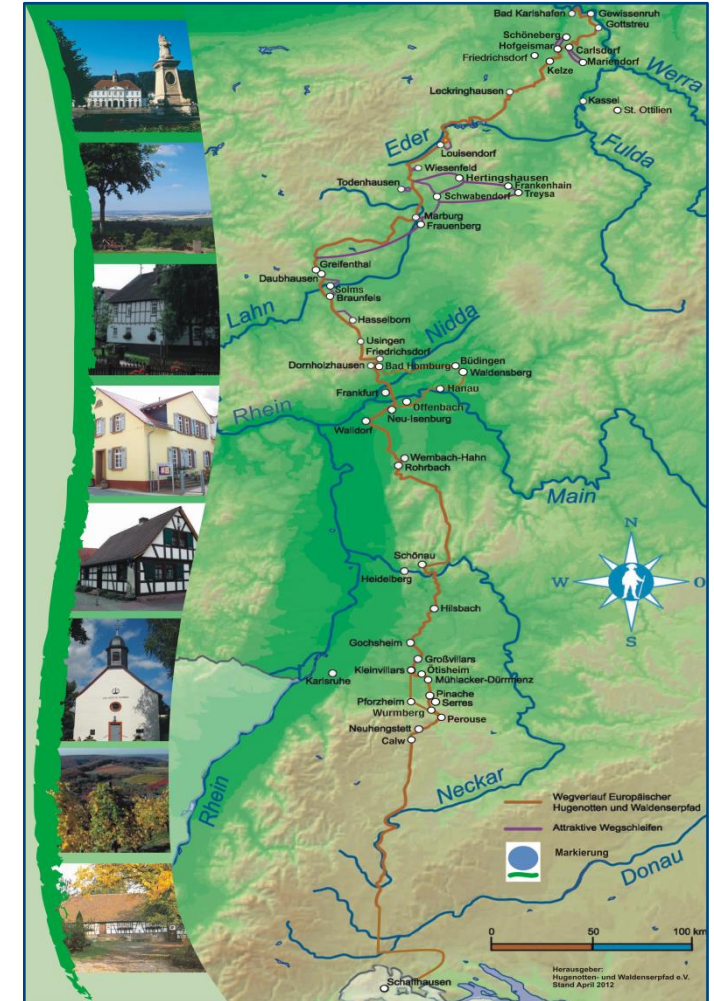 Bad Karlshafen
Gewissenruh
Gottstreu
Schöneberg
Hofgeismar
Carlsdorf
Friedrichsdorf
Mariendorf
Kelze
Werra
Leckringhausen
Kassel
St. Ottilien
Eder
Fulda
Louisendorf
Wiesenfeld
Todenhausen
Hertingshausen
Frankenhain
Schwabendorf
Treysa
Marburg
Frauenberg
Greifenthal
Daubhausen
Solms
Braunfels
Lahn
Hasselborn
Nidda
Usingen
Friedrichsdorf
Dornholzhausen
Bad Homburg
Büdingen
Waldensberg
Frankfurt
Hanau
Rhein
Offenbach
Neu-Isenburg
Walldorf
Wembach-Hahn
Rohrbach
Main
N
W
O
S
Schönau
Heidelberg
Hilsbach
Gochsheim
Großvillars
Kleinvillars
Ötisheim
Karlsruhe
Mühlacker-Dürrmenz
Pinache
Pforzheim
Serres
Wurmberg
Perouse
Neuhengstett
Calw
Rhein
Neckar
Wegverlauf Europäischer
Hugenotten und Waldenserpfad
Attraktive Wegschleifen
Markierung
Donau
0 50 100 km
Herausgeber:
Hugenotten- und Waldenserpfad e.V.
Stand April 2012
Schaffhausen